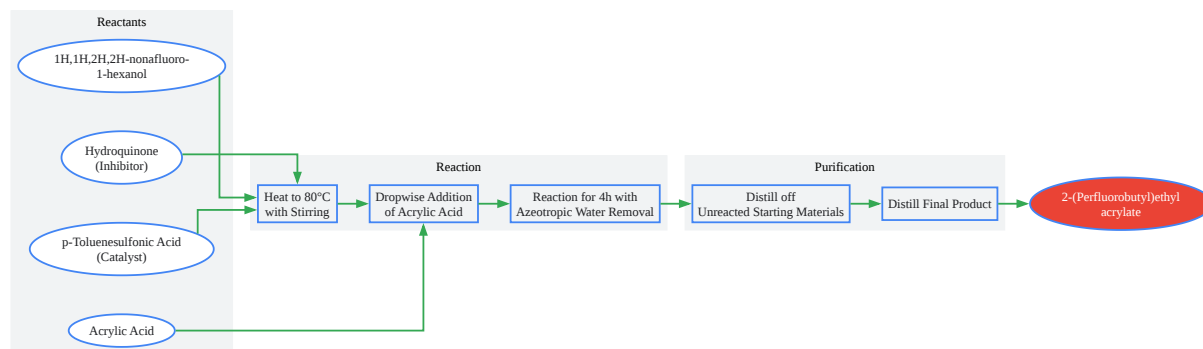 Reactants
1H,1H,2H,2H-nonafluoro-
1-hexanol
Hydroquinone
(Inhibitor)
p-Toluenesulfonic Acid
(Catalyst)
Acrylic Acid
Reaction
Heat to 80°C
with Stirring
Dropwise Addition
of Acrylic Acid
Reaction for 4h with
Azeotropic Water Removal
Purification
Distill off
Unreacted Starting Materials
Distill Final Product
2-(Perfluorobutyl)ethyl
acrylate